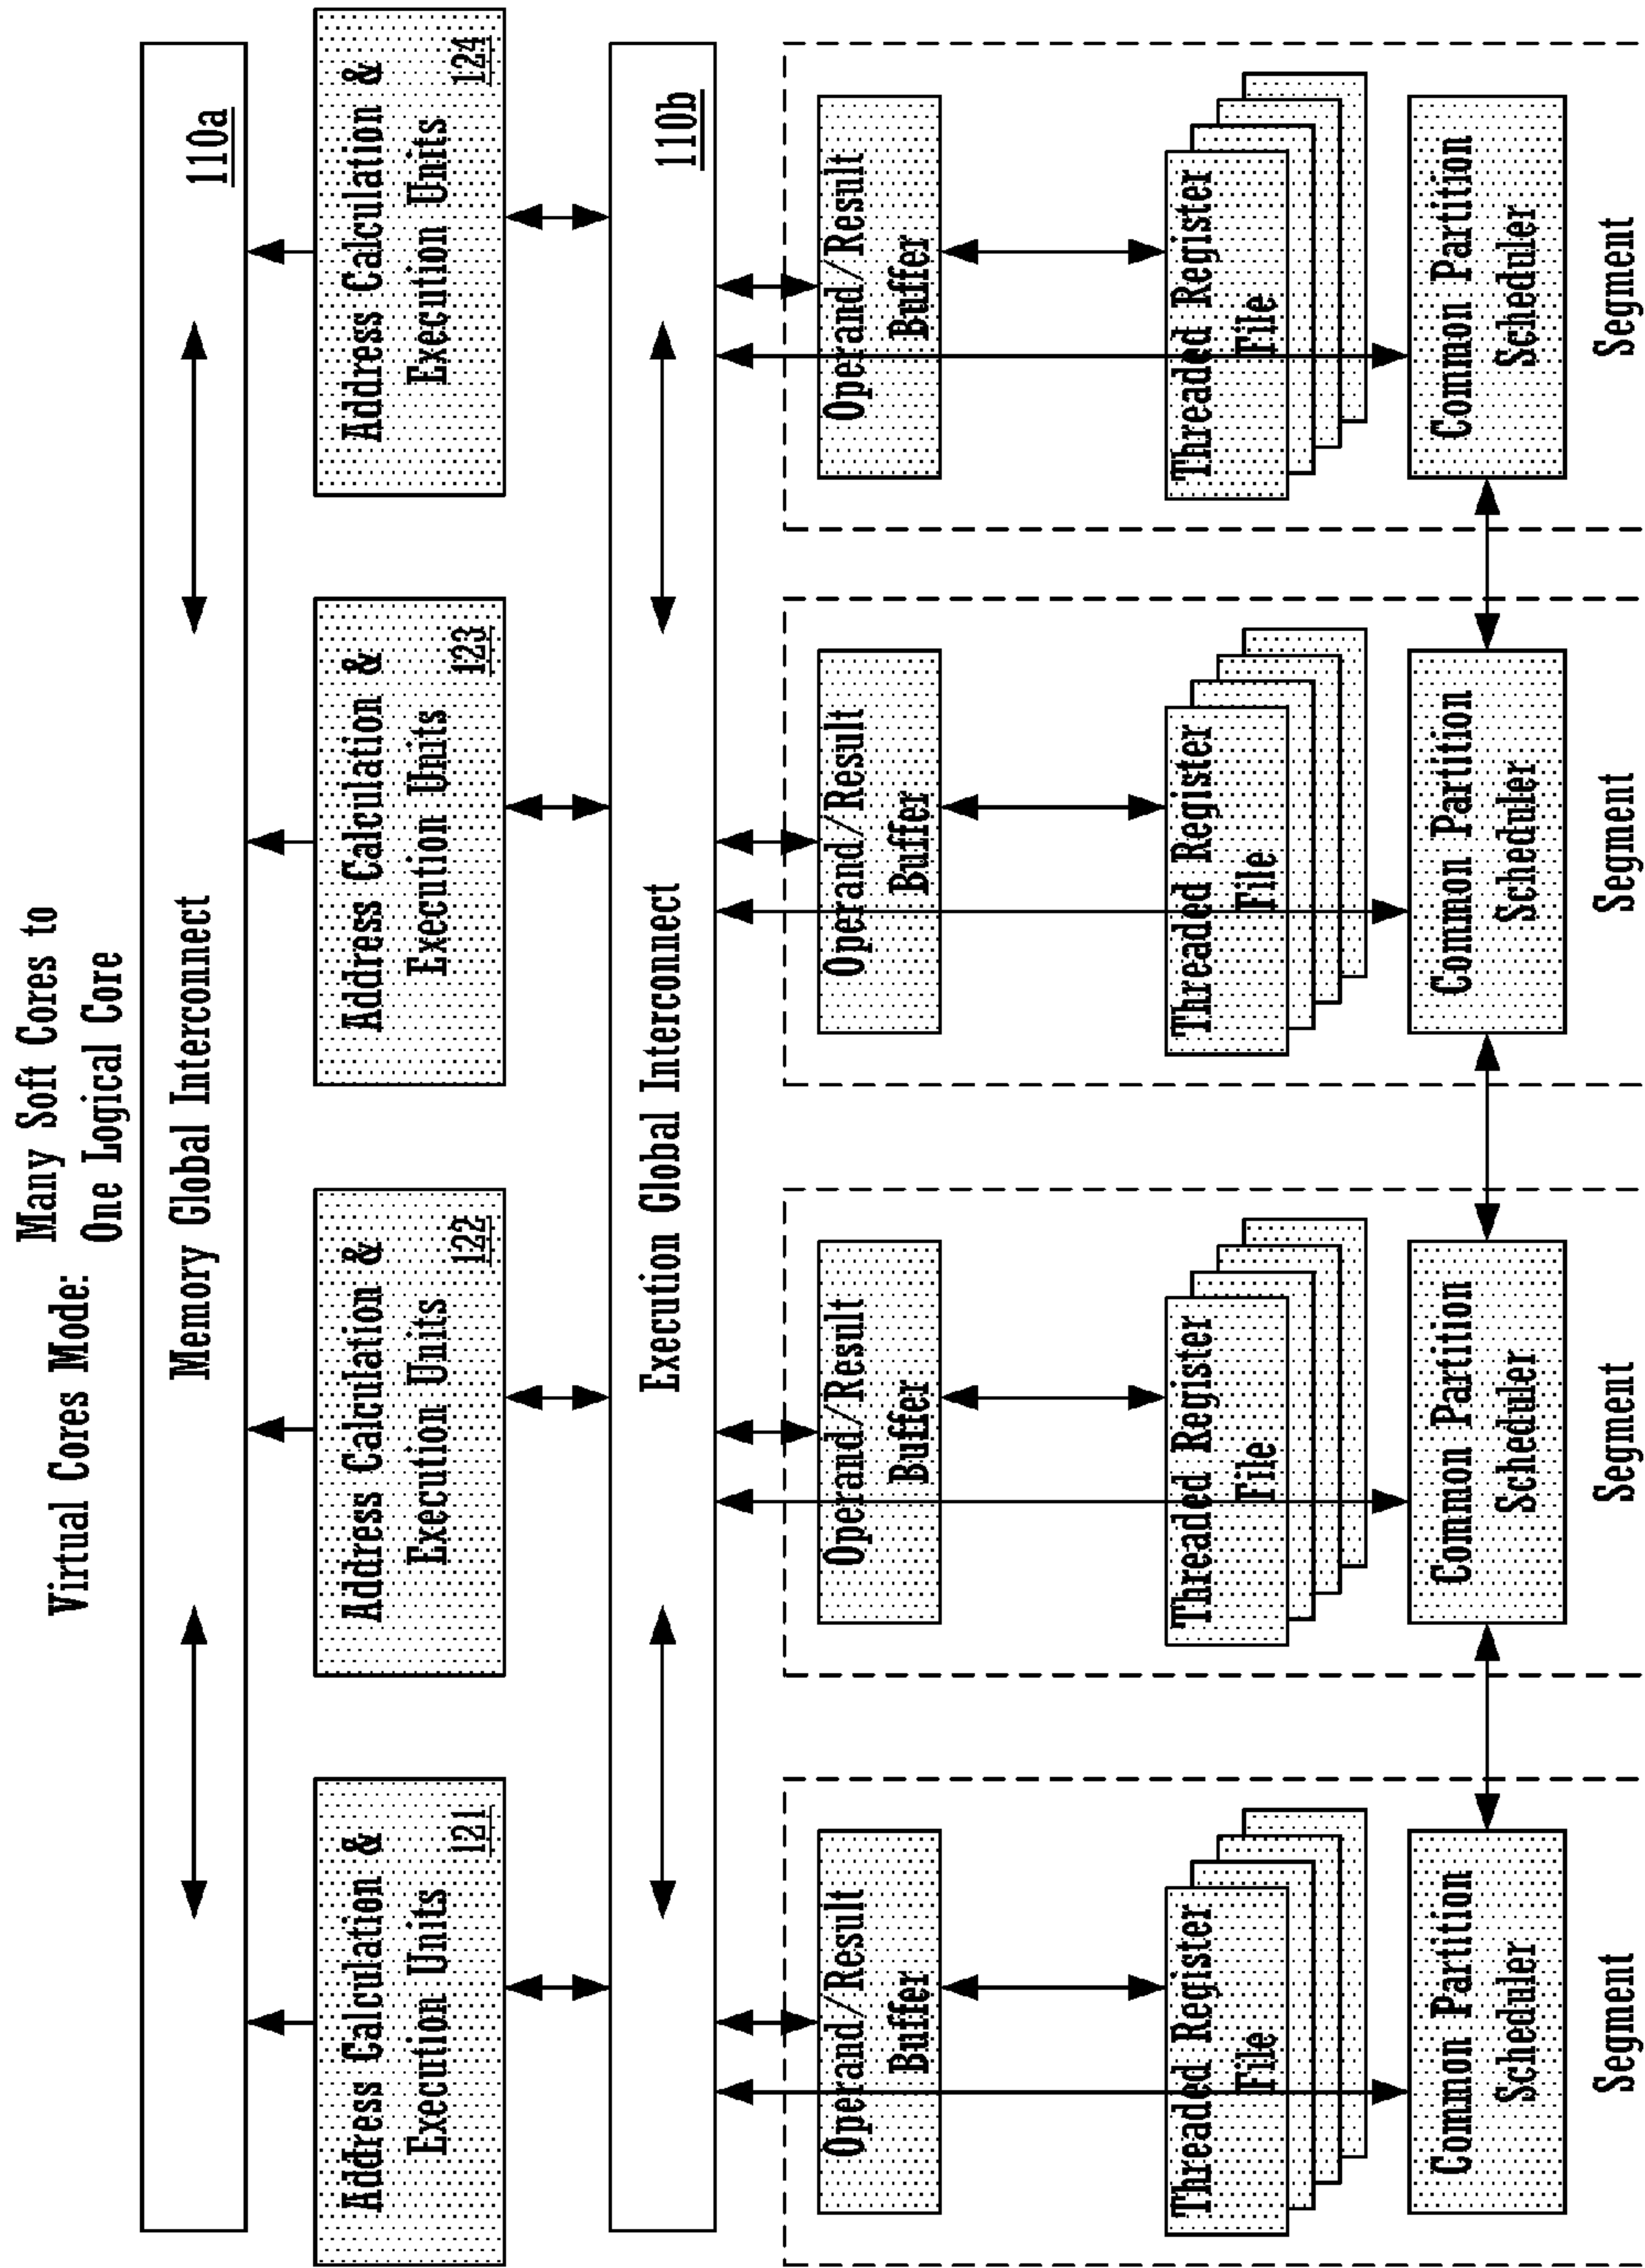 Virtual Cores Mode: Many Soft Cores to
One Logical Core
Memory Global Interconnect
110a
Address Calculation &
Execution Units
121
Address Calculation &
Execution Units
122
Address Calculation &
Execution Units
123
Address Calculation &
Execution Units
124
Execution Global Interconnect
110b
Operand/Result
Buffer
Operand/Result
Buffer
Operand/Result
Buffer
Operand/Result
Buffer
Threaded Register
File
Threaded Register
File
Threaded Register
File
Threaded Register
File
Common Partition
Scheduler
Common Partition
Scheduler
Common Partition
Scheduler
Common Partition
Scheduler
Segment
Segment
Segment
Segment